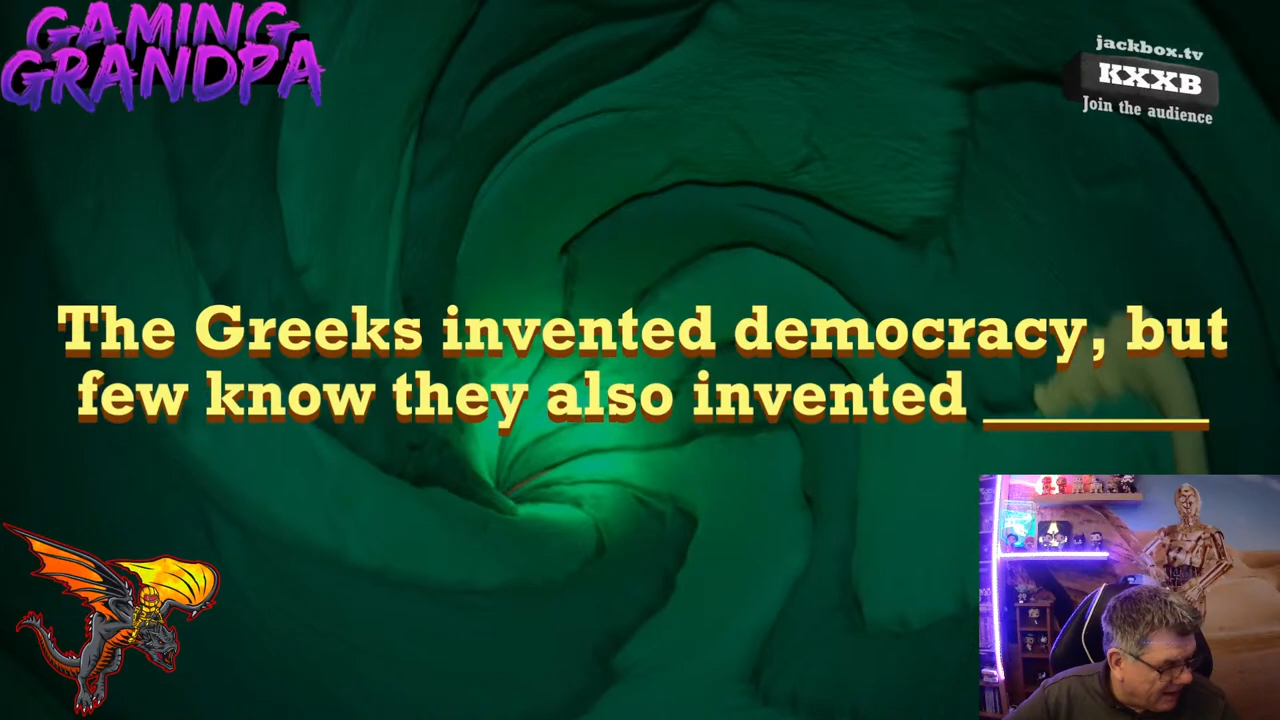 GAMING
GRANDPA
jackbox.tv
KXXB
Join the audience
The Greeks invented democracy, but
few know they also invented ________